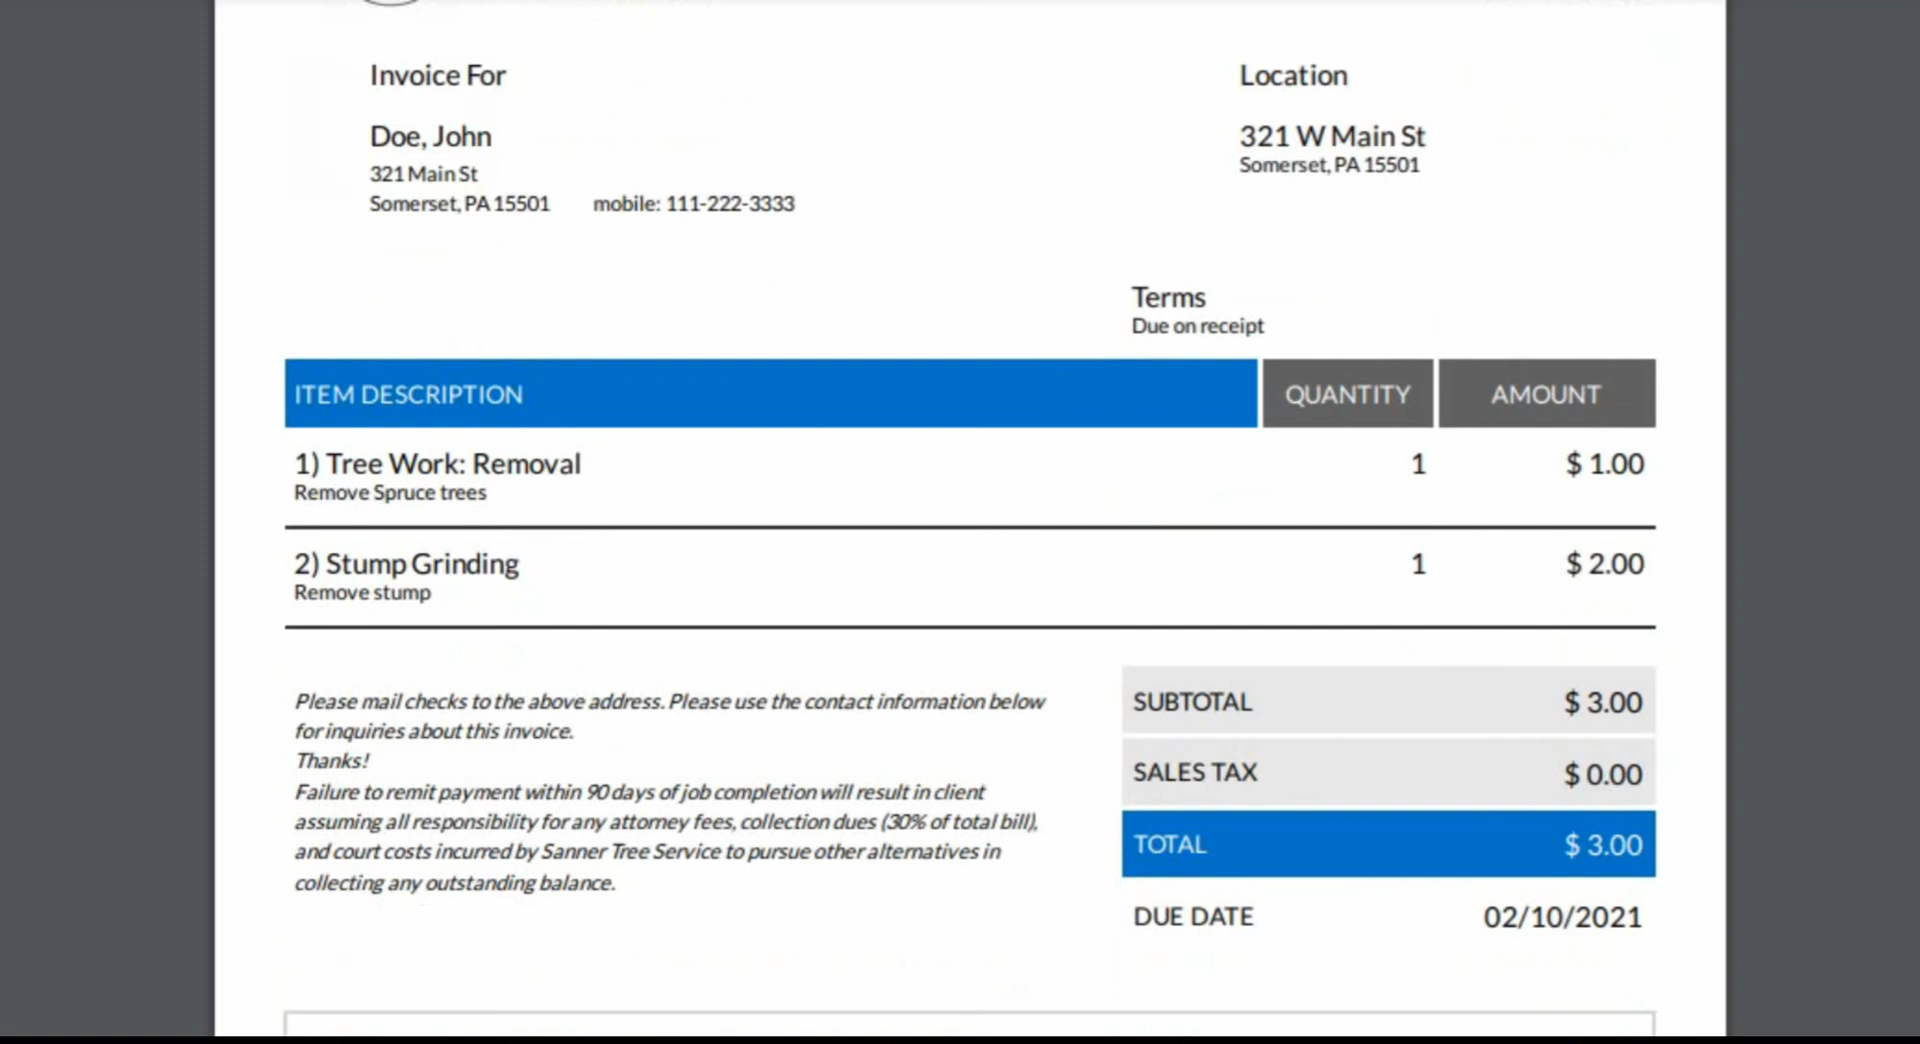 Invoice For
Location
Doe, John
321 Main St
Somerset, PA 15501 mobile: 111-222-3333
321 W Main St
Somerset, PA 15501
Terms
Due on receipt
ITEM DESCRIPTION QUANTITY AMOUNT
1) Tree Work: Removal 1 $ 1.00
Remove Spruce trees
2) Stump Grinding 1 $ 2.00
Remove stump
Please mail checks to the above address. Please use the contact information below
for inquiries about this invoice.
Thanks!
Failure to remit payment within 90 days of job completion will result in client
assuming all responsibility for any attorney fees, collection dues (30% of total bill),
and court costs incurred by Sanner Tree Service to pursue other alternatives in
collecting any outstanding balance.
SUBTOTAL $ 3.00
SALES TAX $ 0.00
TOTAL $ 3.00
DUE DATE 02/10/2021